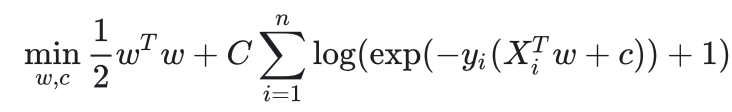 \min_{w,c} \frac{1}{2} w^T w + C \sum_{i=1}^{n} \log(\exp(-y_i(X_i^T w + c)) + 1)